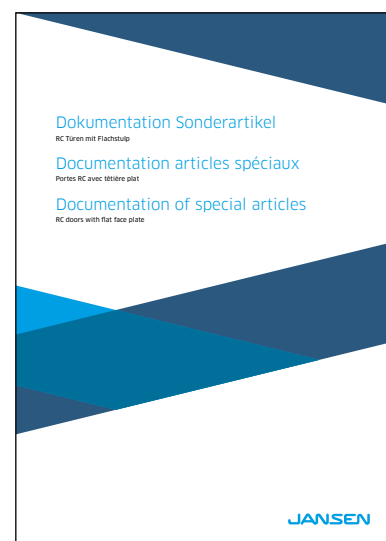 Dokumentation Sonderartikel
RC Türen mit Flachstulp
Documentation articles spéciaux
Portes RC avec têtière plat
Documentation of special articles
RC doors with flat face plate
JANSEN